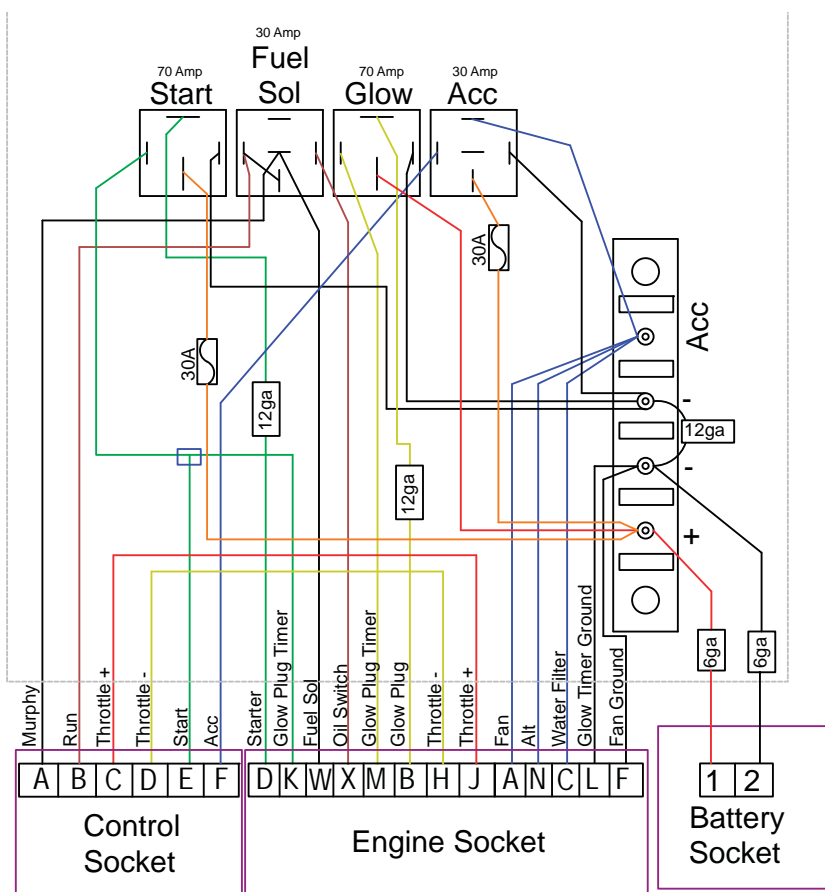 30 Amp
70 Amp
Fuel
70 Amp
30 Amp
Start
Sol
Glow
Acc
30A
30A
Acc
12ga
-
12ga
12ga
-
+
6ga
6ga
Murphy
Run
Throttle +
Throttle -
Start
Acc
Starter
Glow Plug Timer
Fuel Sol
Oil Switch
Glow Plug Timer
Glow Plug
Throttle -
Throttle +
Fan
Alt
Water Filter
Glow Timer Ground
Fan Ground
A B C D E F
D K W X M B H J A N C L F
1 2
Control
Socket
Engine Socket
Battery
Socket